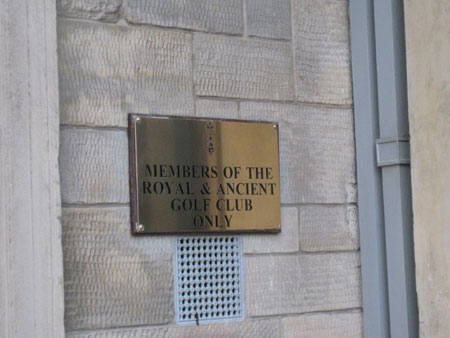 MEMBERS OF THE
ROYAL & ANCIENT
GOLF CLUB
ONLY